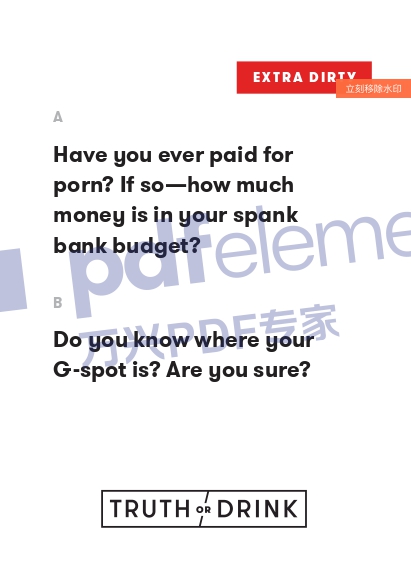 EXTRA DIRTY
立刻移除水印
A
Have you ever paid for
porn? If so—how much
money is in your spank
bank budget?
pdfeleme
B
万兴PDF专家
Do you know where your
G-spot is? Are you sure?
TRUTH OR DRINK